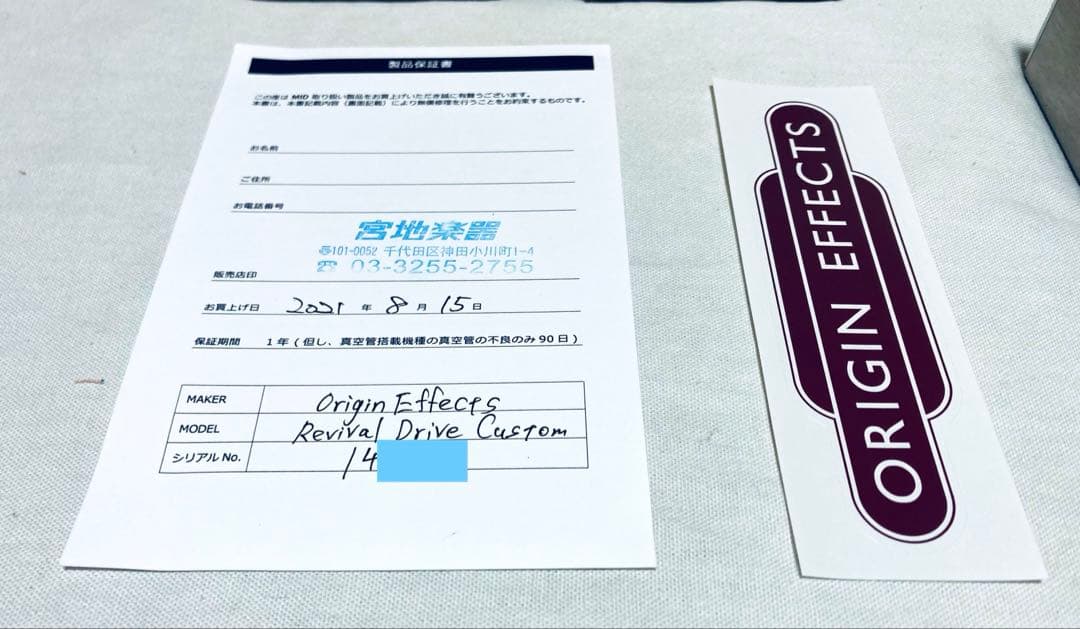 製品保証書
この度は MID 取り扱い製品をお買上げいただき誠に有難うございます。
本書は、本書記載内容（裏面記載）により無償修理を行うことをお約束するものです。
お名前
ご住所
お電話番号
宮地楽器
〒101-0052 千代田区神田小川町1-4
☎ 03-3255-2755
販売店印
お買上げ日 2021 年 8 月 15 日
保証期間 1 年 ( 但し、真空管搭載機種の真空管の不良のみ 90 日 )
MAKER Origin Effects
MODEL Revival Drive Custom
シリアル No. 14
ORIGIN EFFECTS